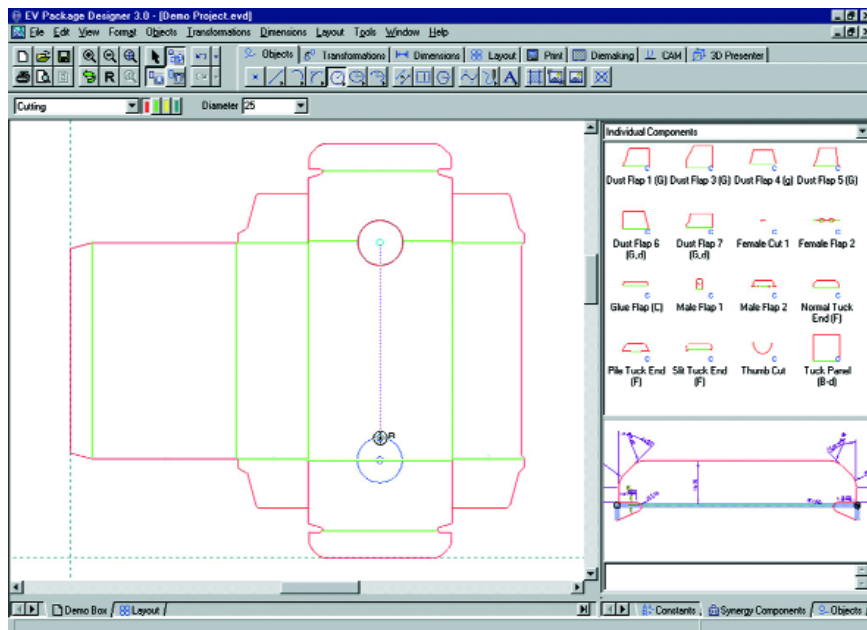 EV Package Designer 3.0 - [Demo Project.evd]
File Edit View Format Objects Transformations Dimensions Layout Tools Window Help
Objects Transformations Dimensions Layout Print Diemaking CAM 3D Presenter
R
A
Cutting Diameter 25
Individual Components
Dust Flap 1 (G) Dust Flap 3 (G) Dust Flap 4 (g) Dust Flap 5 (G)
Dust Flap 6 (G,d) Dust Flap 7 (G,d) Female Cut 1 Female Flap 2
Glue Flap (C) Male Flap 1 Male Flap 2 Normal Tuck End (F)
Pile Tuck End (F) Slit Tuck End (F) Thumb Cut Tuck Panel (B-d)
R
Demo Box Layout
Constants Synergy Components Objects